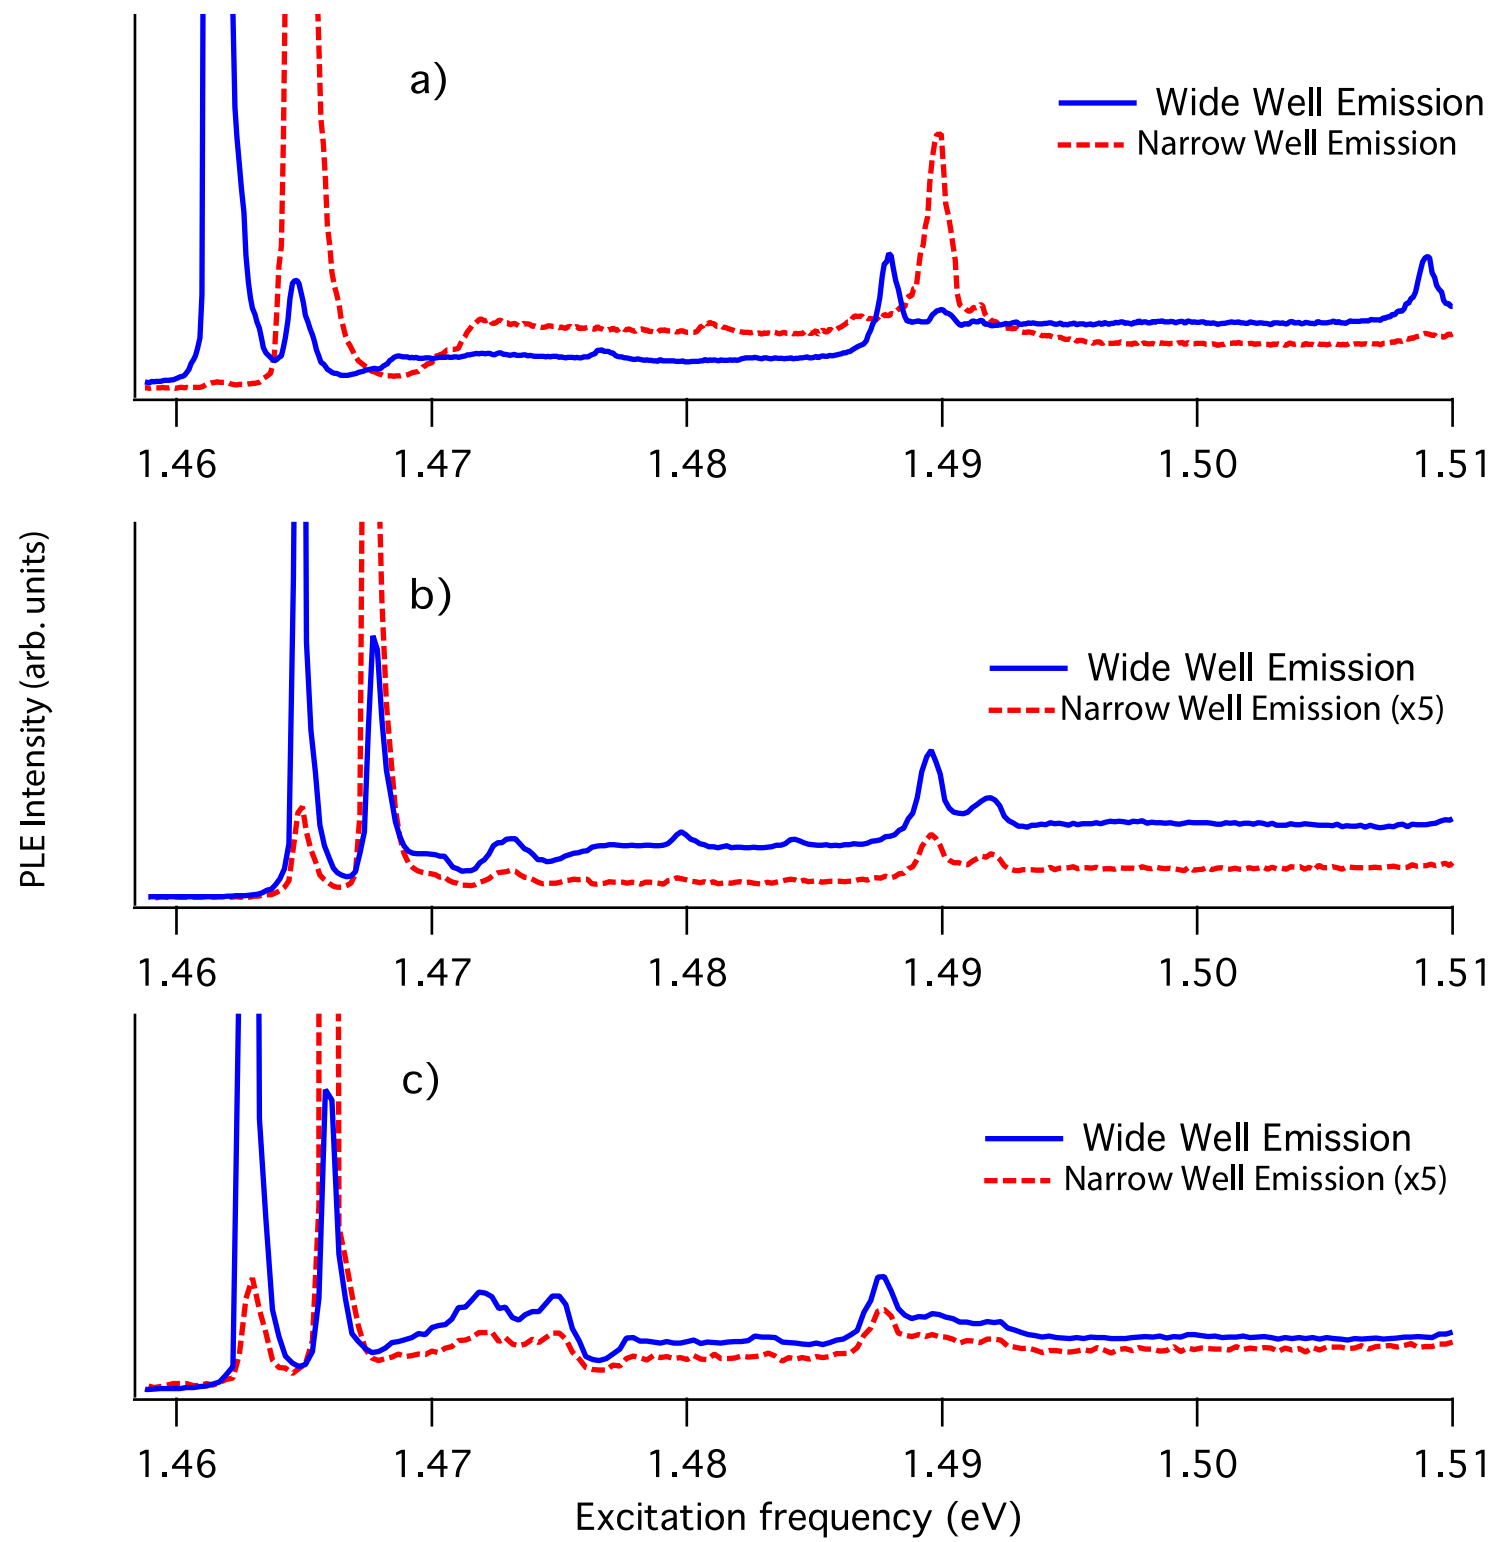 a)
Wide Well Emission
Narrow Well Emission
1.46 1.47 1.48 1.49 1.50 1.51
PLE Intensity (arb. units)
b)
Wide Well Emission
Narrow Well Emission (x5)
1.46 1.47 1.48 1.49 1.50 1.51
c)
Wide Well Emission
Narrow Well Emission (x5)
1.46 1.47 1.48 1.49 1.50 1.51
Excitation frequency (eV)